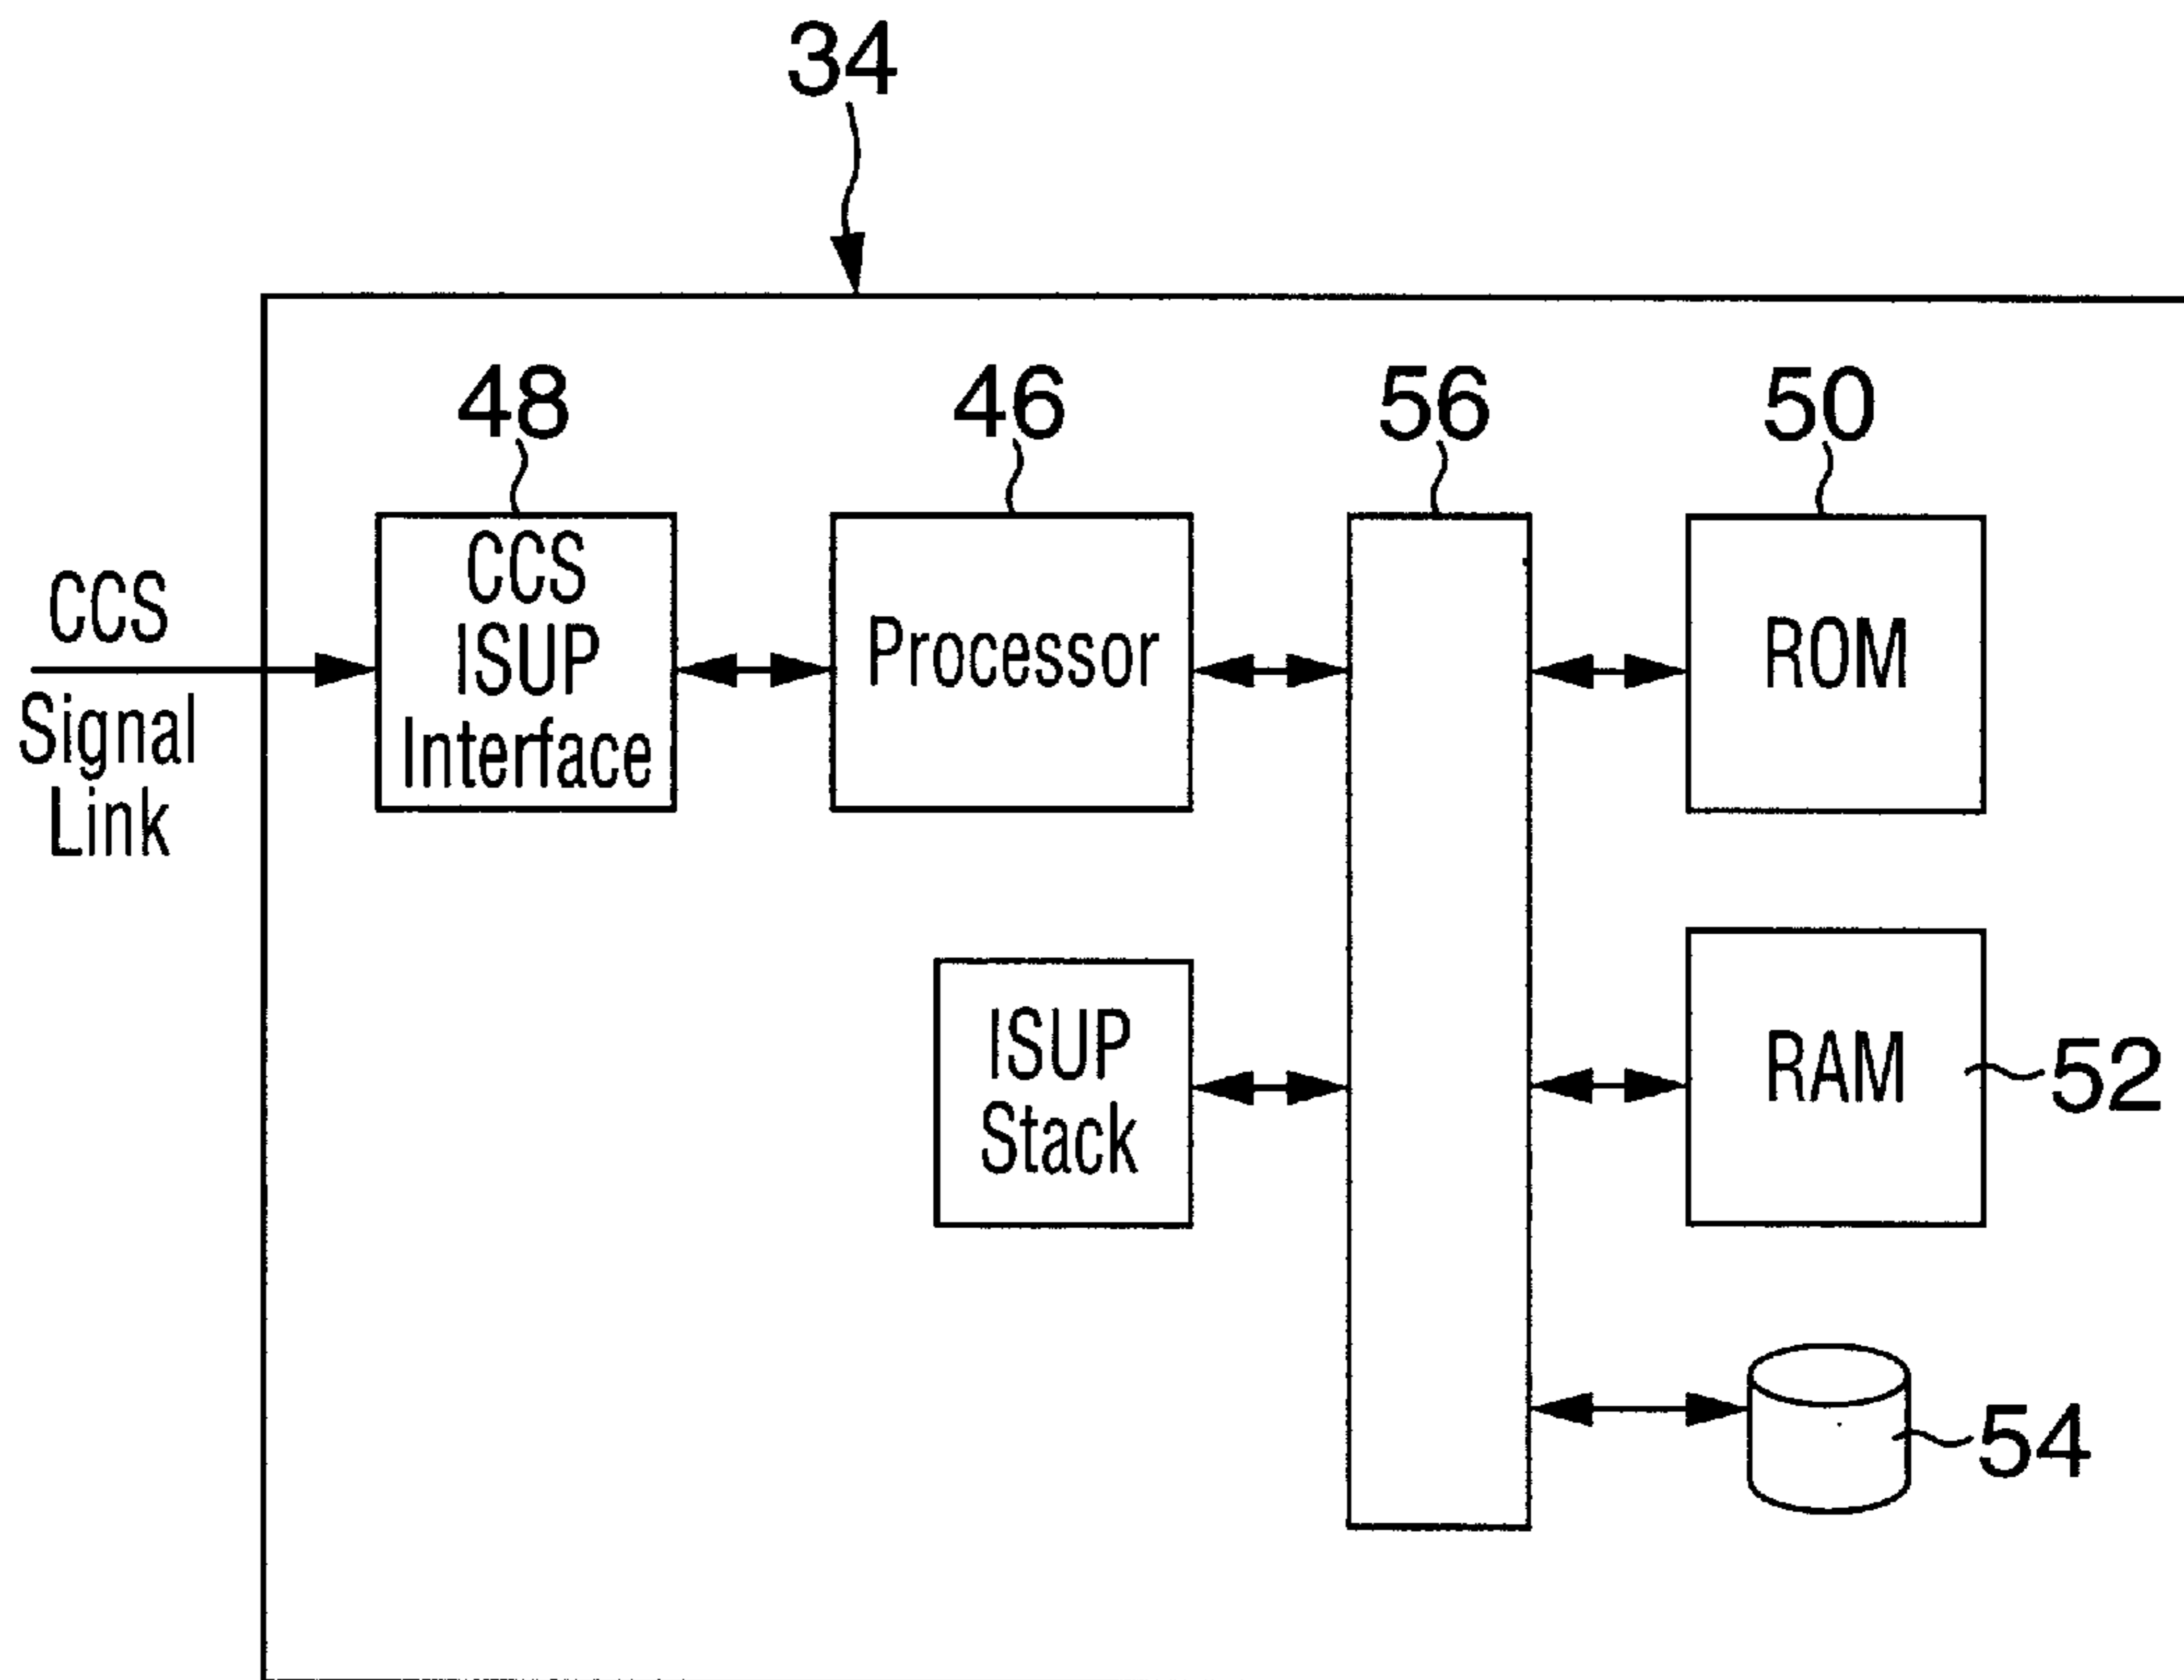 34
48
46
56
50
CCS
Signal
Link
CCS
ISUP
Interface
Processor
ROM
ISUP
Stack
RAM
52
54